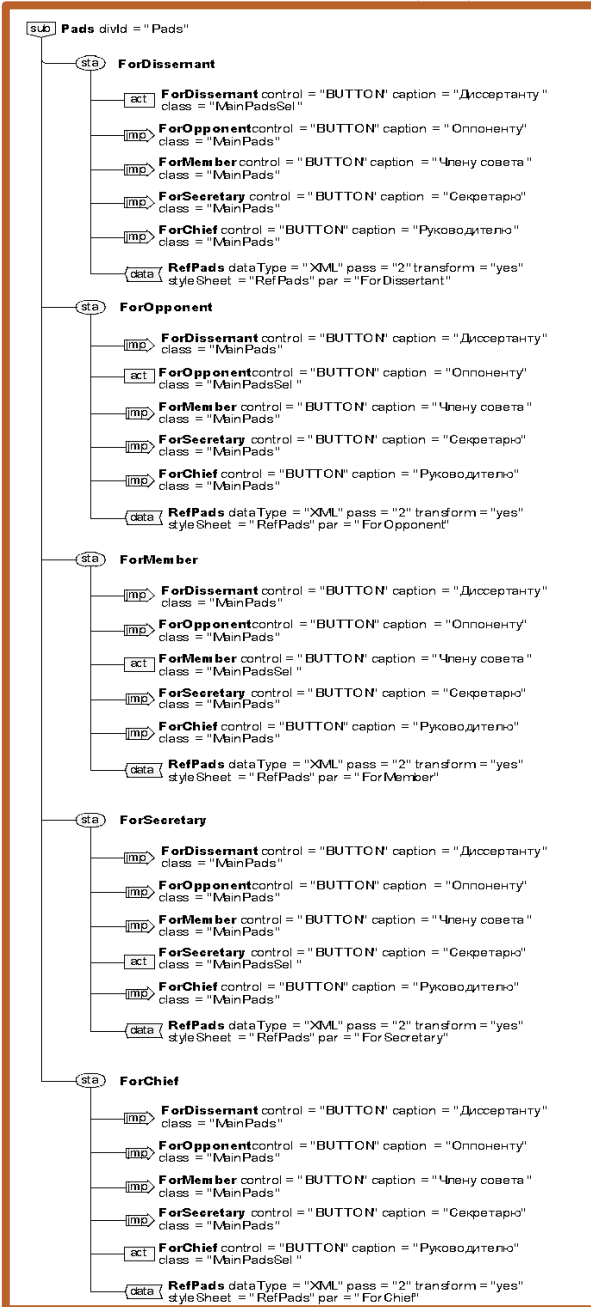 sub Pads divId = "Pads"
sta ForDissernant
act ForDissernant control = "BUTTON" caption = "Диссертанту"
class = "MainPadsSel"
jmp ForOpponent control = "BUTTON" caption = "Оппоненту"
class = "MainPads"
jmp ForMember control = "BUTTON" caption = "Члену совета"
class = "MainPads"
jmp ForSecretary control = "BUTTON" caption = "Секретарю"
class = "MainPads"
jmp ForChief control = "BUTTON" caption = "Руководителю"
class = "MainPads"
data RefPads dataType = "XML" pass = "2" transform = "yes"
styleSheet = "RefPads" par = "ForDissertant"
sta ForOpponent
jmp ForDissernant control = "BUTTON" caption = "Диссертанту"
class = "MainPads"
act ForOpponent control = "BUTTON" caption = "Оппоненту"
class = "MainPadsSel"
jmp ForMember control = "BUTTON" caption = "Члену совета"
class = "MainPads"
jmp ForSecretary control = "BUTTON" caption = "Секретарю"
class = "MainPads"
jmp ForChief control = "BUTTON" caption = "Руководителю"
class = "MainPads"
data RefPads dataType = "XML" pass = "2" transform = "yes"
styleSheet = "RefPads" par = "ForOpponent"
sta ForMember
jmp ForDissernant control = "BUTTON" caption = "Диссертанту"
class = "MainPads"
jmp ForOpponent control = "BUTTON" caption = "Оппоненту"
class = "MainPads"
act ForMember control = "BUTTON" caption = "Члену совета"
class = "MainPadsSel"
jmp ForSecretary control = "BUTTON" caption = "Секретарю"
class = "MainPads"
jmp ForChief control = "BUTTON" caption = "Руководителю"
class = "MainPads"
data RefPads dataType = "XML" pass = "2" transform = "yes"
styleSheet = "RefPads" par = "ForMember"
sta ForSecretary
jmp ForDissernant control = "BUTTON" caption = "Диссертанту"
class = "MainPads"
jmp ForOpponent control = "BUTTON" caption = "Оппоненту"
class = "MainPads"
jmp ForMember control = "BUTTON" caption = "Члену совета"
class = "MainPads"
act ForSecretary control = "BUTTON" caption = "Секретарю"
class = "MainPadsSel"
jmp ForChief control = "BUTTON" caption = "Руководителю"
class = "MainPads"
data RefPads dataType = "XML" pass = "2" transform = "yes"
styleSheet = "RefPads" par = "ForSecretary"
sta ForChief
jmp ForDissernant control = "BUTTON" caption = "Диссертанту"
class = "MainPads"
jmp ForOpponent control = "BUTTON" caption = "Оппоненту"
class = "MainPads"
jmp ForMember control = "BUTTON" caption = "Члену совета"
class = "MainPads"
jmp ForSecretary control = "BUTTON" caption = "Секретарю"
class = "MainPads"
act ForChief control = "BUTTON" caption = "Руководителю"
class = "MainPadsSel"
data RefPads dataType = "XML" pass = "2" transform = "yes"
styleSheet = "RefPads" par = "ForChief"